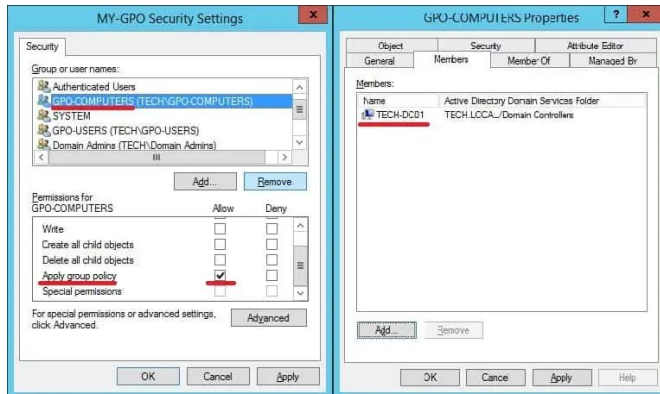 MY-GPO Security Settings
x
Security
Group or user names:
Authenticated Users
GPO-COMPUTERS (TECH\GPO-COMPUTERS)
SYSTEM
GPO-USERS (TECH\GPO-USERS)
Domain Admins (TECH\Domain Admins)
Add... Remove
Permissions for
GPO-COMPUTERS Allow Deny
Write
Create all child objects
Delete all child objects
Apply group policy
Special permissions
For special permissions or advanced settings,
click Advanced.
Advanced
OK Cancel Apply
GPO-COMPUTERS Properties
? x
Object Security Attribute Editor
General Members Member Of Managed By
Members:
Name Active Directory Domain Services Folder
TECH-DC01 TECH.LOCA.../Domain Controllers
Add... Remove
OK Cancel Apply Help